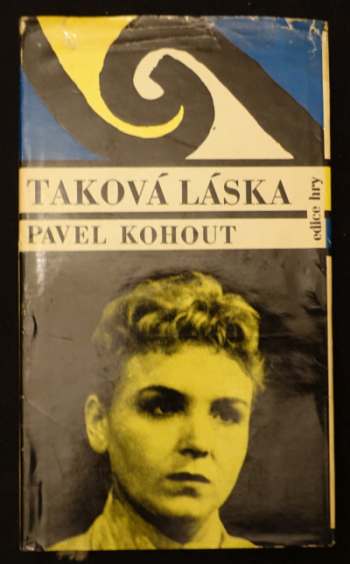 TAKOVÁ LÁSKA
PAVEL KOHOUT
edice hry